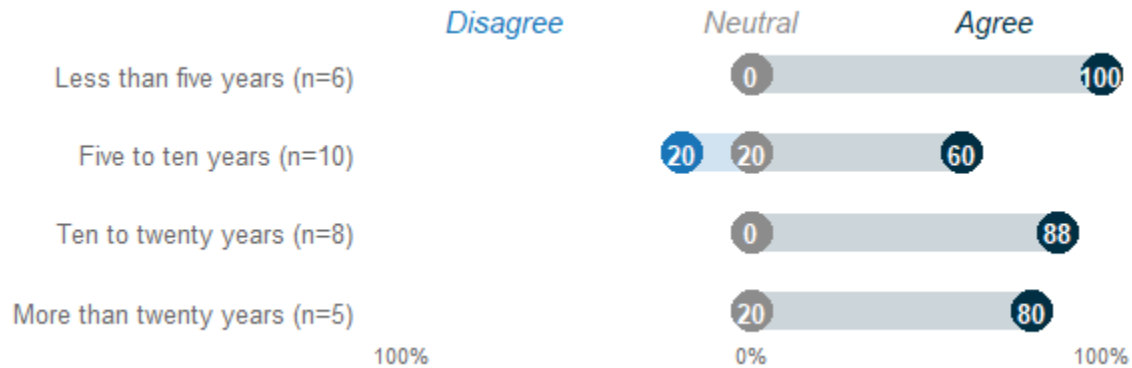 Disagree Neutral Agree
Less than five years (n=6) 0 100
Five to ten years (n=10) 20 20 60
Ten to twenty years (n=8) 0 88
More than twenty years (n=5) 20 80
100% 0% 100%